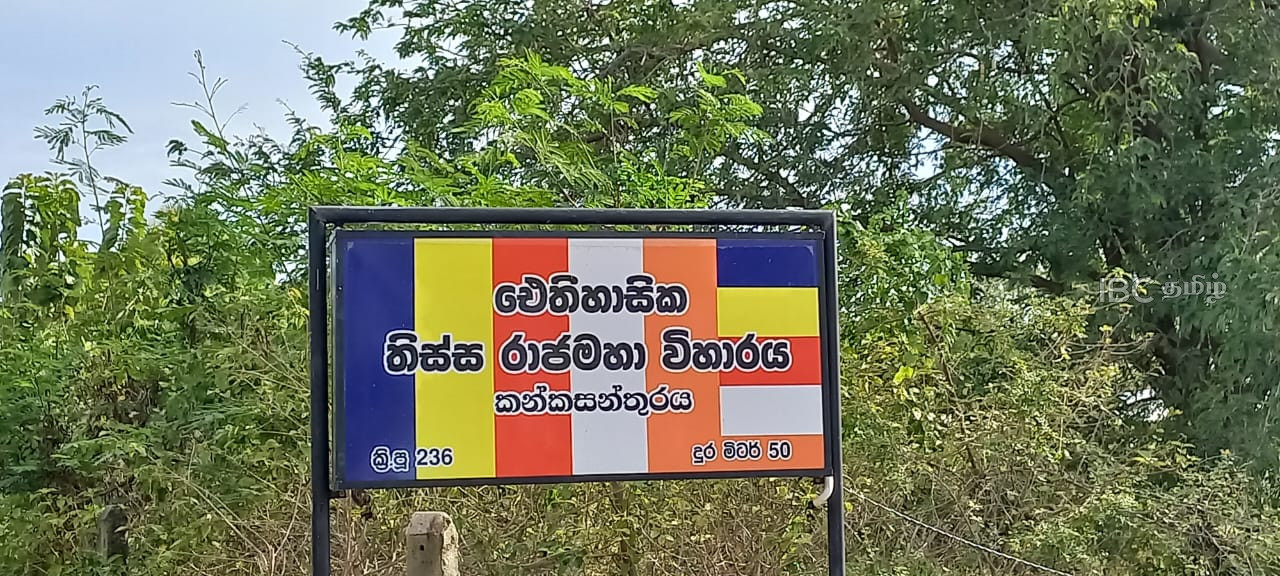 ඓතිහාසික
තිස්ස රාජමහා විහාරය
කන්කසන්තුරය
ක්‍රි.පූ 236
දුර මීටර් 50
IBC தமிழ்